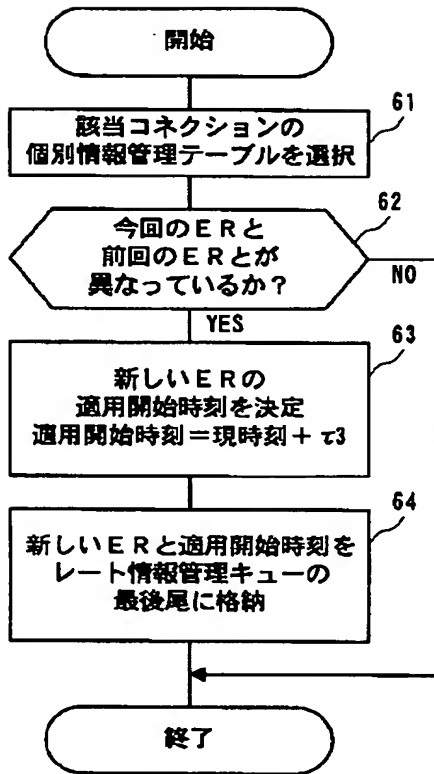 開始
61
該当コネクションの
個別情報管理テーブルを選択
62
今回のＥＲと
前回のＥＲとが
異なっているか？
NO
YES
63
新しいＥＲの
適用開始時刻を決定
適用開始時刻＝現時刻＋τ3
64
新しいＥＲと適用開始時刻を
レート情報管理キューの
最後尾に格納
終了